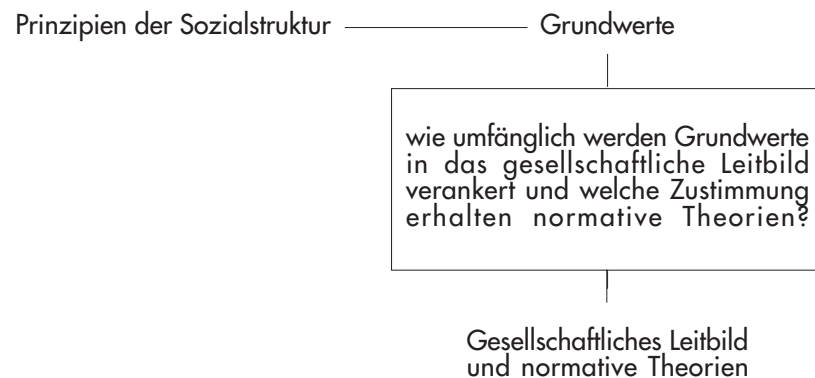 Prinzipien der Sozialstruktur Grundwerte
wie umfänglich werden Grundwerte
in das gesellschaftliche Leitbild
verankert und welche Zustimmung
erhalten normative Theorien?
Gesellschaftliches Leitbild
und normative Theorien